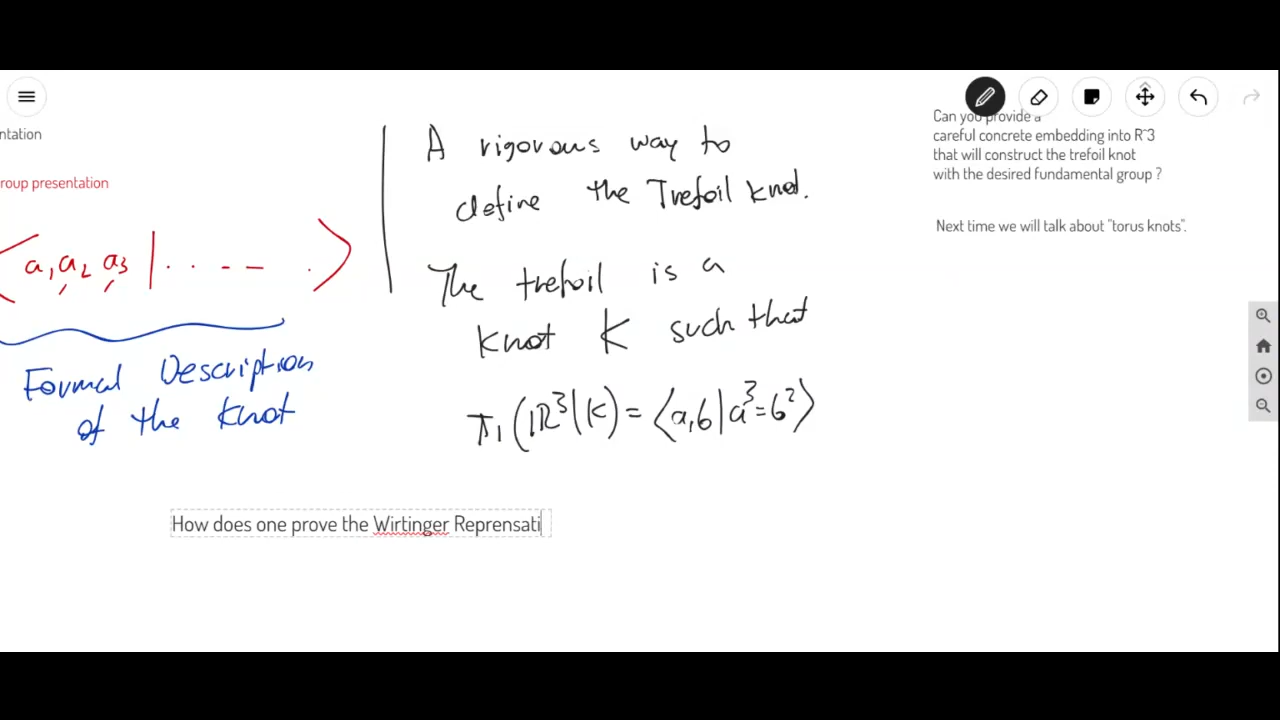 ntation
roup presentation
⟨ a₁, a₂ a₃ | . . . . – – . ⟩
Formal Description
of the Knot
A rigorous way to
define the Trefoil knot.
The trefoil is a
knot K such that
π₁(ℝ³\K) = ⟨a,b|a³=b²⟩
How does one prove the Wirtinger Reprensati
Can you provide a
careful concrete embedding into R^3
that will construct the trefoil knot
with the desired fundamental group ?
Next time we will talk about "torus knots".